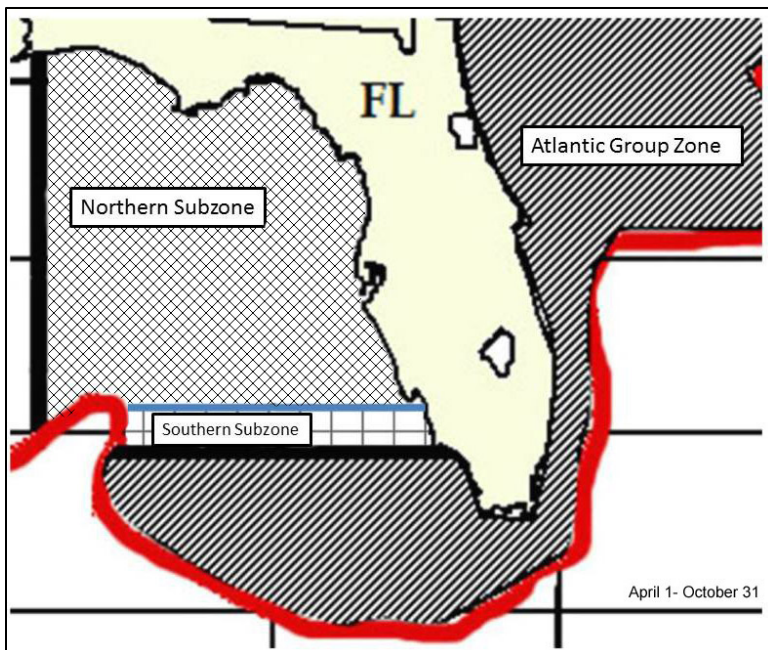 FL
Atlantic Group Zone
Northern Subzone
Southern Subzone
April 1- October 31